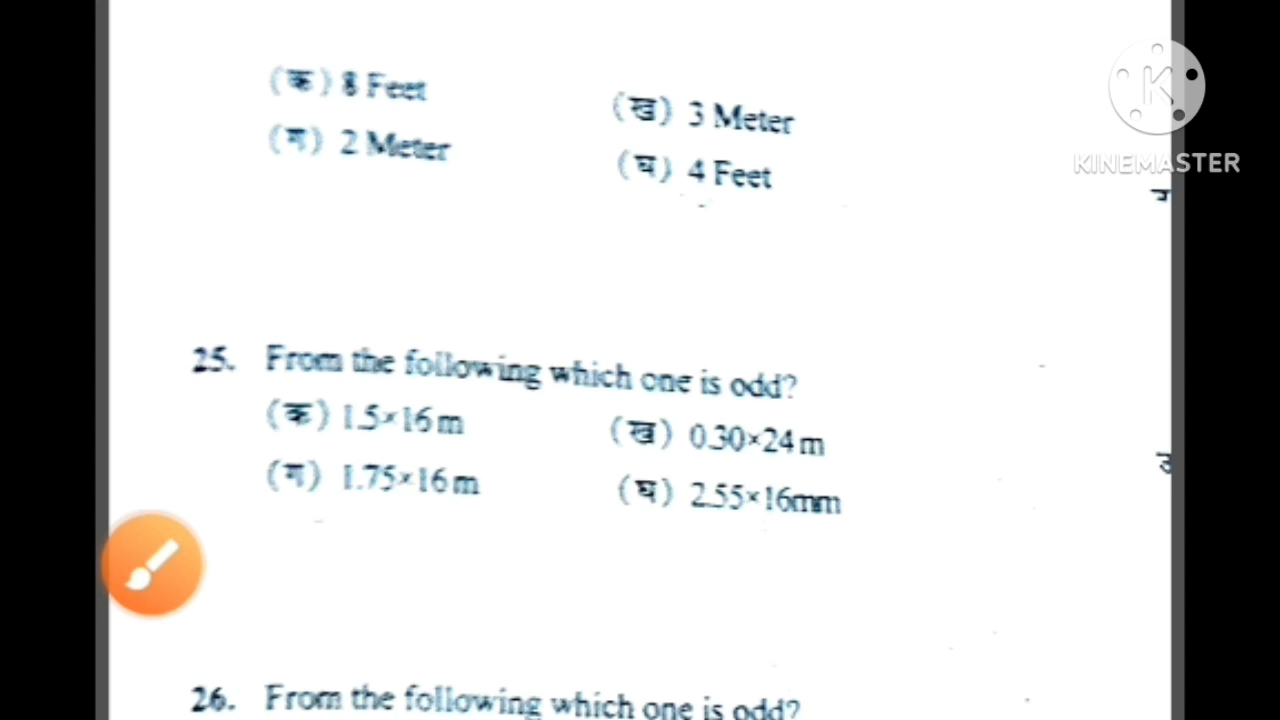 (क) 8 Feet (ख) 3 Meter
(ग) 2 Meter (घ) 4 Feet
KINEMASTER
25. From the following which one is odd?
(क) 1.5×16 m (ख) 0.30×24 m
(ग) 1.75×16 m (घ) 2.55×16mm
26. From the following which one is odd?